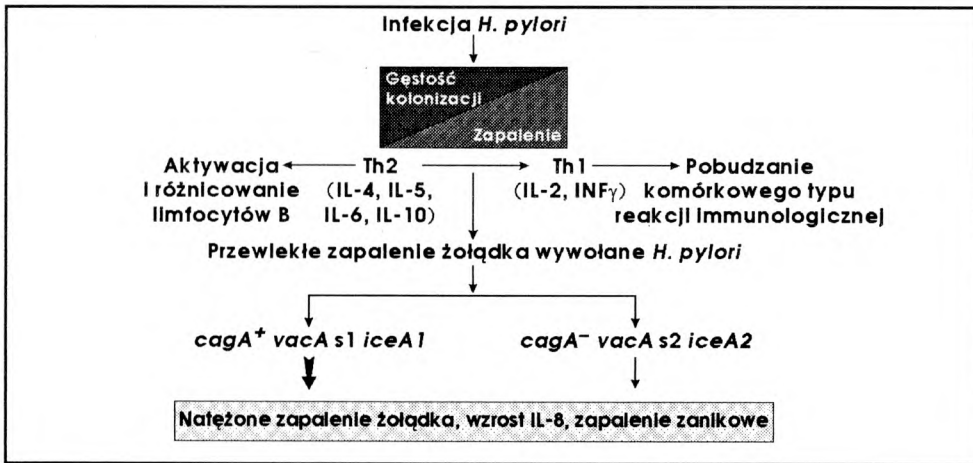 Infekcja H. pylori
Gęstość
kolonizacji
Zapalenie
Aktywacja
i różnicowanie
limfocytów B
Th2
(IL-4, IL-5,
IL-6, IL-10)
Th1
(IL-2, INFγ)
Pobudzanie
komórkowego typu
reakcji immunologicznej
Przewlekłe zapalenie żołądka wywołane H. pylori
cagA⁺ vacA s1 iceA1
cagA⁻ vacA s2 iceA2
Natężone zapalenie żołądka, wzrost IL-8, zapalenie zanikowe